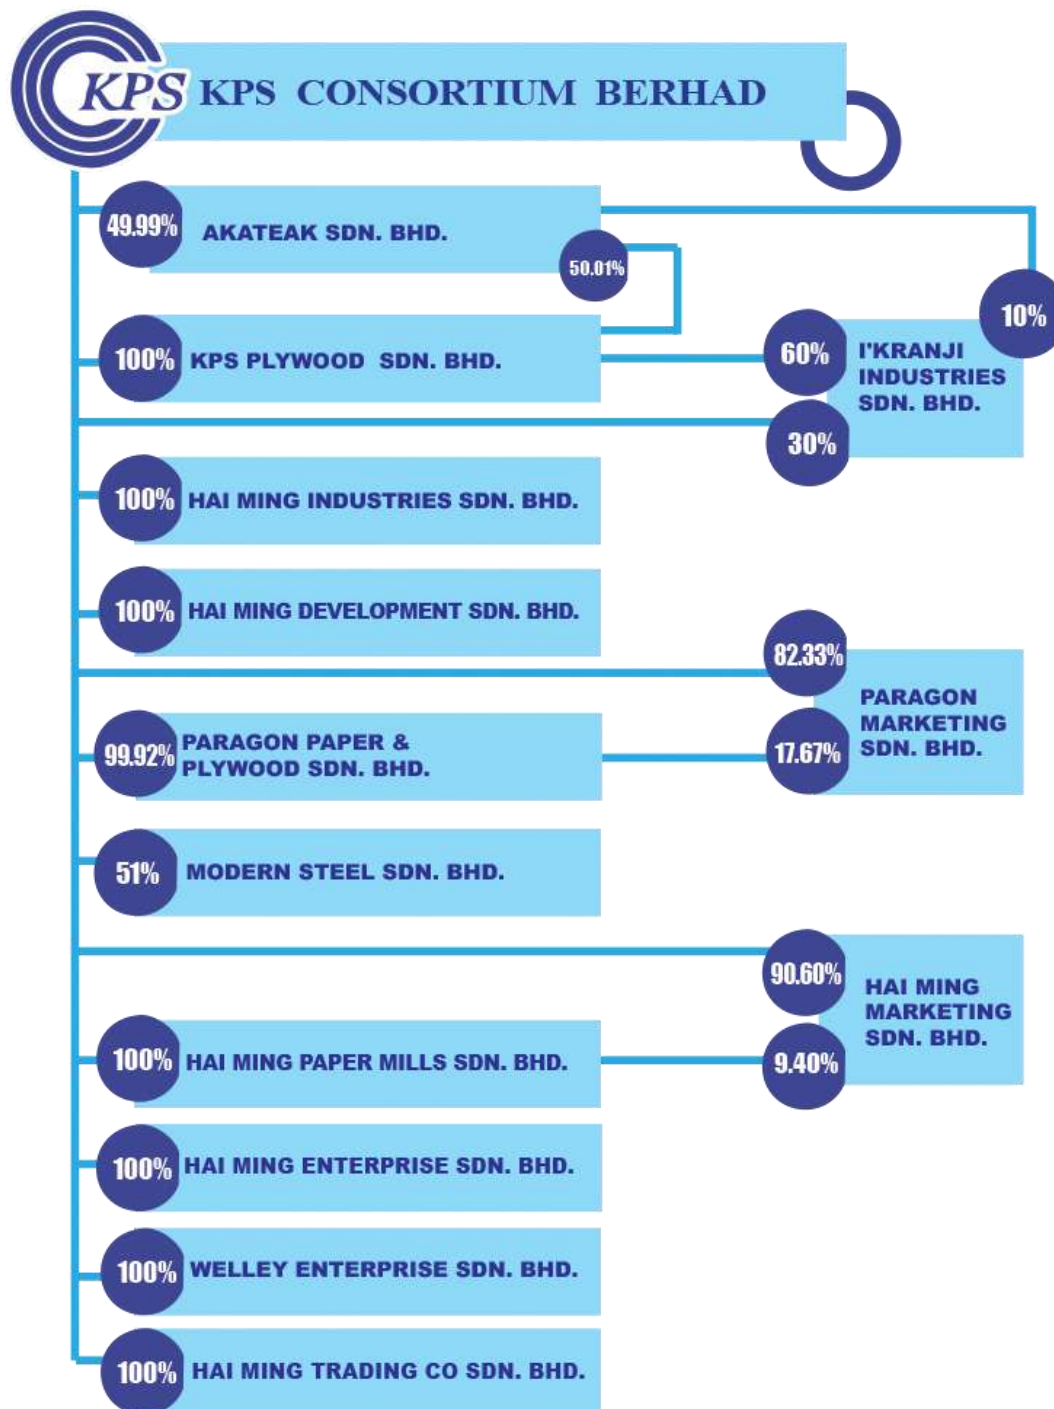 KPS
KPS CONSORTIUM BERHAD
49.99%
AKATEAK SDN. BHD.
50.01%
10%
100%
KPS PLYWOOD SDN. BHD.
60%
I'KRANJI
INDUSTRIES
SDN. BHD.
30%
100%
HAI MING INDUSTRIES SDN. BHD.
100%
HAI MING DEVELOPMENT SDN. BHD.
82.33%
PARAGON
MARKETING
SDN. BHD.
17.67%
99.92%
PARAGON PAPER &
PLYWOOD SDN. BHD.
51%
MODERN STEEL SDN. BHD.
90.60%
HAI MING
MARKETING
SDN. BHD.
9.40%
100%
HAI MING PAPER MILLS SDN. BHD.
100%
HAI MING ENTERPRISE SDN. BHD.
100%
WELLEY ENTERPRISE SDN. BHD.
100%
HAI MING TRADING CO SDN. BHD.